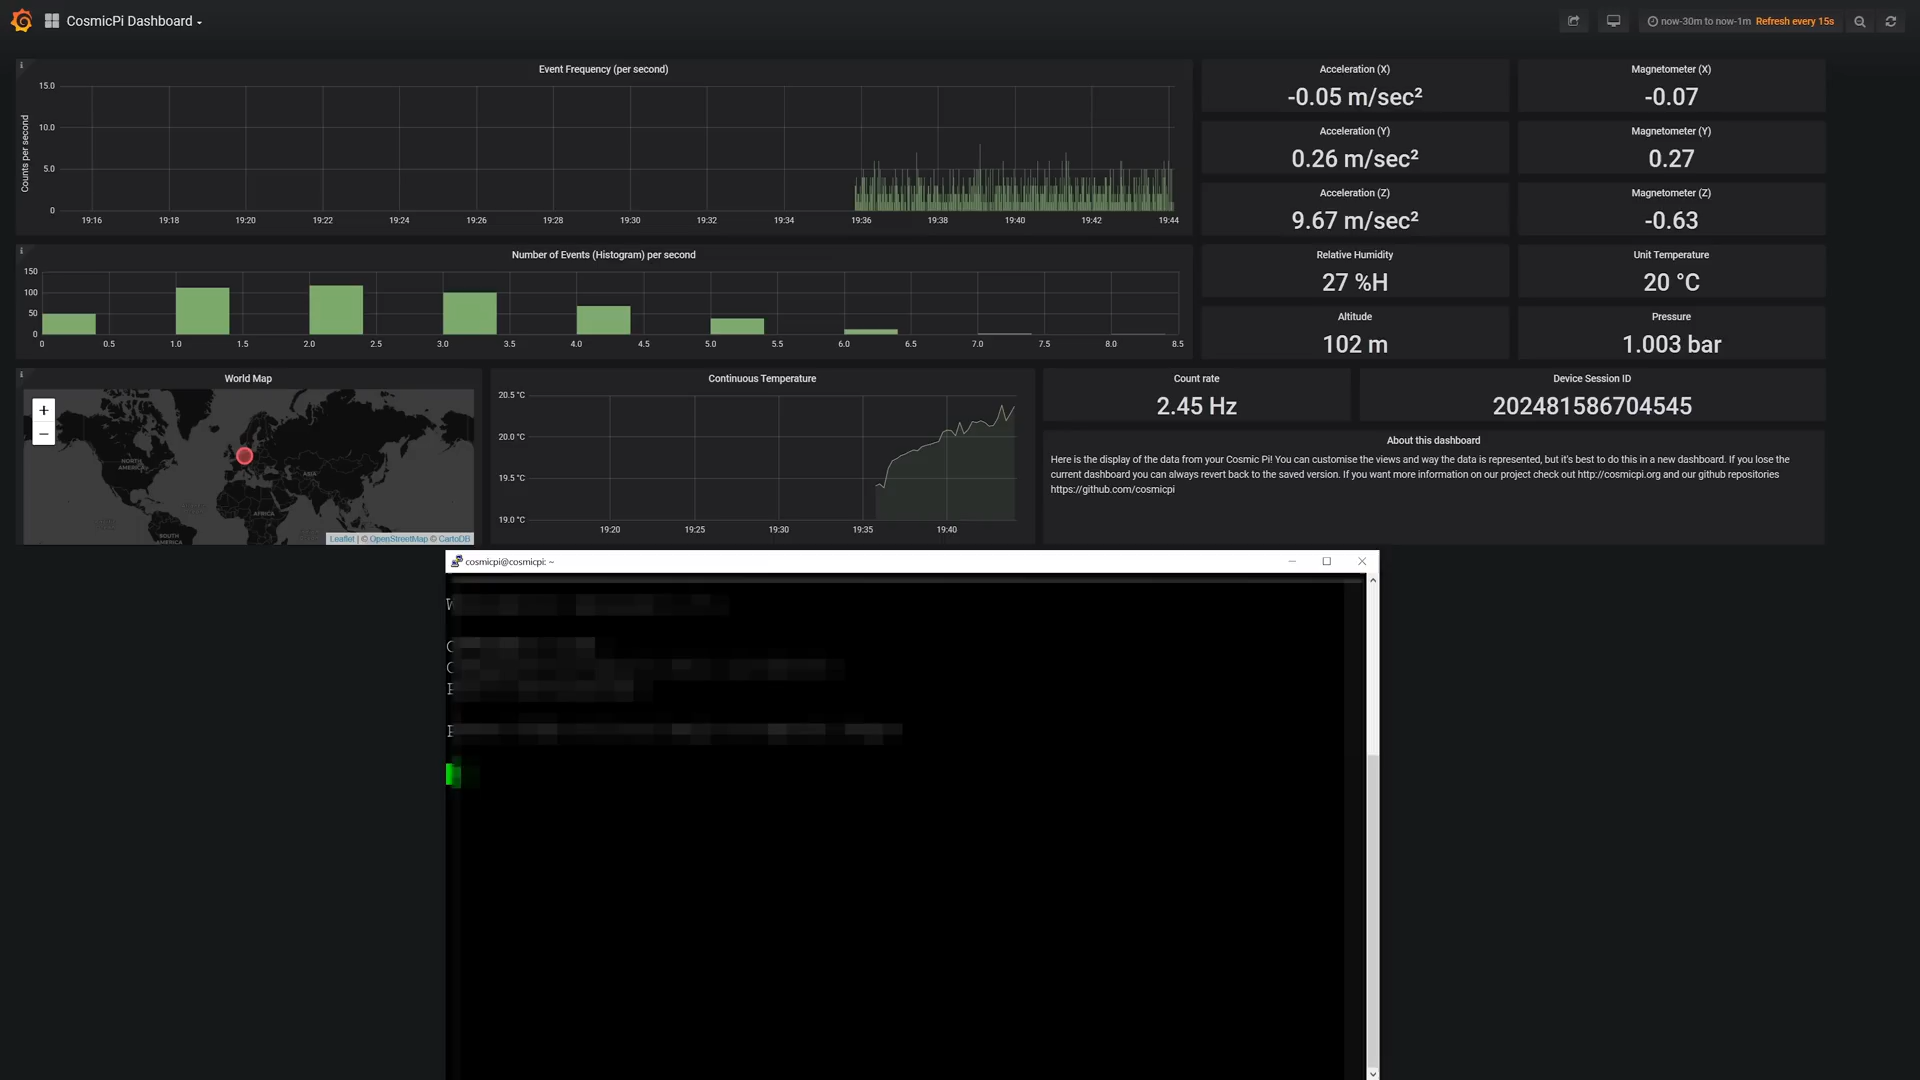 CosmicPi Dashboard
now-30m to now-1m Refresh every 15s
Event Frequency (per second)
Counts per second
15.0
10.0
5.0
0
19:16 19:18 19:20 19:22 19:24 19:26 19:28 19:30 19:32 19:34 19:36 19:38 19:40 19:42 19:44
Acceleration (X)
-0.05 m/sec²
Magnetometer (X)
-0.07
Acceleration (Y)
0.26 m/sec²
Magnetometer (Y)
0.27
Acceleration (Z)
9.67 m/sec²
Magnetometer (Z)
-0.63
Number of Events (Histogram) per second
150
100
50
0
0 0.5 1.0 1.5 2.0 2.5 3.0 3.5 4.0 4.5 5.0 5.5 6.0 6.5 7.0 7.5 8.0 8.5
Relative Humidity
27 %H
Unit Temperature
20 °C
Altitude
102 m
Pressure
1.003 bar
World Map
+
−
NORTH
AMERICA
ASIA
AFRICA
SOUTH
AMERICA
Leaflet | © OpenStreetMap © CartoDB
Continuous Temperature
20.5 °C
20.0 °C
19.5 °C
19.0 °C
19:20 19:25 19:30 19:35 19:40
Count rate
2.45 Hz
Device Session ID
202481586704545
About this dashboard
Here is the display of the data from your Cosmic Pi! You can customise the views and way the data is represented, but it's best to do this in a new dashboard. If you lose the
current dashboard you can always revert back to the saved version. If you want more information on our project check out http://cosmicpi.org and our github repositories
https://github.com/cosmicpi
cosmicpi@cosmicpi: ~